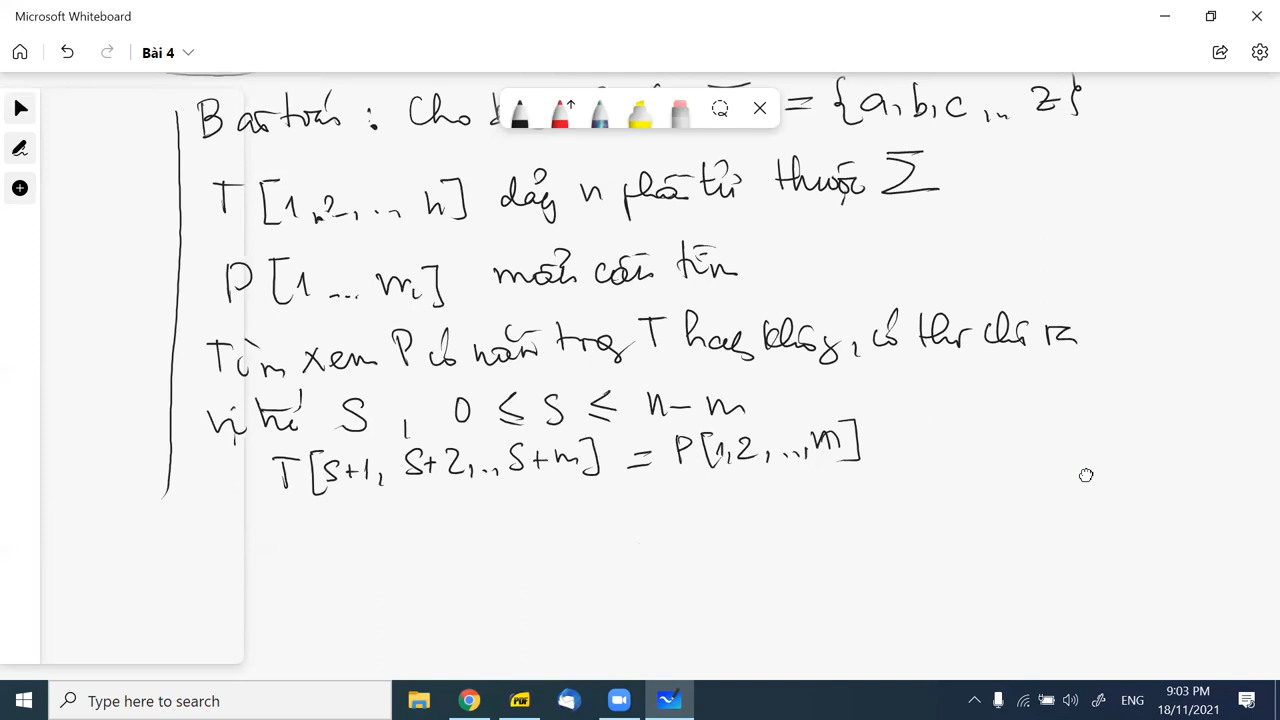 Microsoft Whiteboard
Bài 4
Bài toán : Cho = {a, b, c, .. z}
T [1, 2, .., n] dãy n phần tử thuộc Σ
P [1 ... m] mẫu cần tìm
Tìm xem P có nằm trong T hay không, có thì chỉ ra
vị trí S , 0 ≤ S ≤ n - m
T[S+1, S+2, .., S+m] = P[1, 2, .., m]
Type here to search
PDF
ENG
9:03 PM
18/11/2021